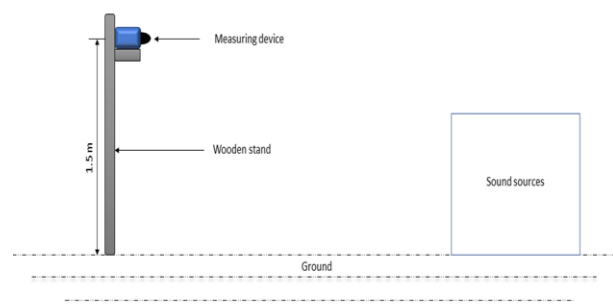 Measuring device
1.5 m
Wooden stand
Sound sources
Ground